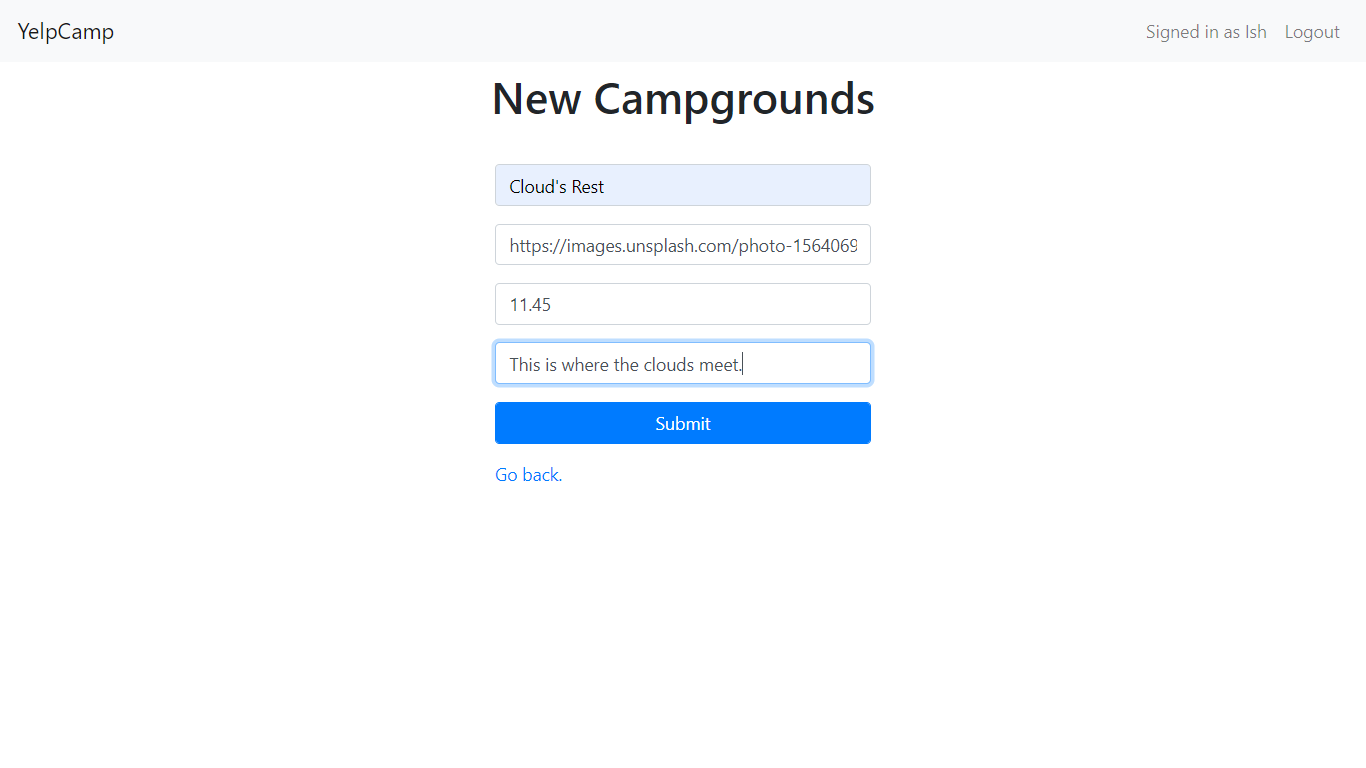 YelpCamp
Signed in as Ish
Logout
New Campgrounds
Cloud's Rest
https://images.unsplash.com/photo-1564069
11.45
This is where the clouds meet.
Submit
Go back.